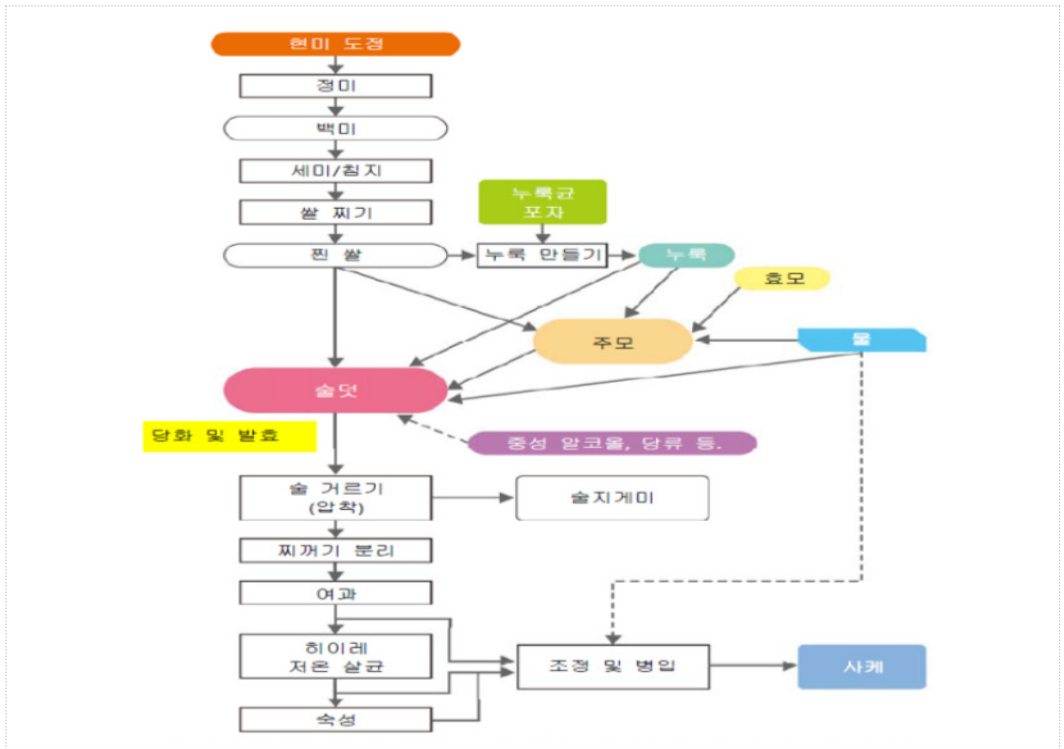 현미 도정
정미
백미
세미/침지
쌀 찌기
누룩균
포자
찐 쌀
누룩 만들기
누룩
효모
주모
물
술덧
당화 및 발효
중성 알코올, 당류 등.
술 거르기
(압착)
술지게미
찌꺼기 분리
여과
히이레
저온 살균
조정 및 병입
사케
숙성